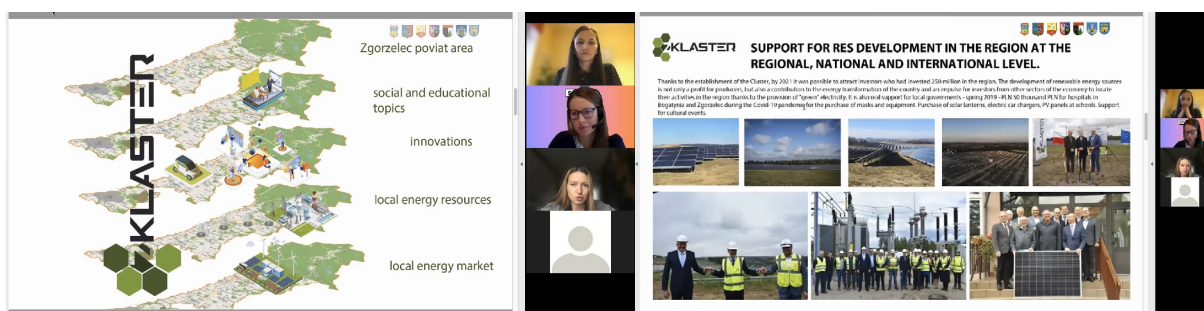 ZKLASTER
Zgorzelec poviat area
social and educational
topics
innovations
local energy resources
local energy market
ZKLASTER
SUPPORT FOR RES DEVELOPMENT IN THE REGION AT THE
REGIONAL, NATIONAL AND INTERNATIONAL LEVEL.
Thanks to the establishment of the Cluster, by 2021 it was possible to attract investors who had invested 250 million in the region. The development of renewable energy sources
is not only a profit for producers, but also a contribution to the energy transformation of the country and an impulse for investors from other sectors of the economy to locate
their activities in the region thanks to the provision of "green" electricity. It is also real support for local governments - spring 2019 - PLN 50 thousand PLN for hospitals in
Bogatynia and Zgorzelec during the Covid-19 pandemic for the purchase of masks and equipment. Purchase of solar lanterns, electric car chargers, PV panels at schools. Support
for cultural events.